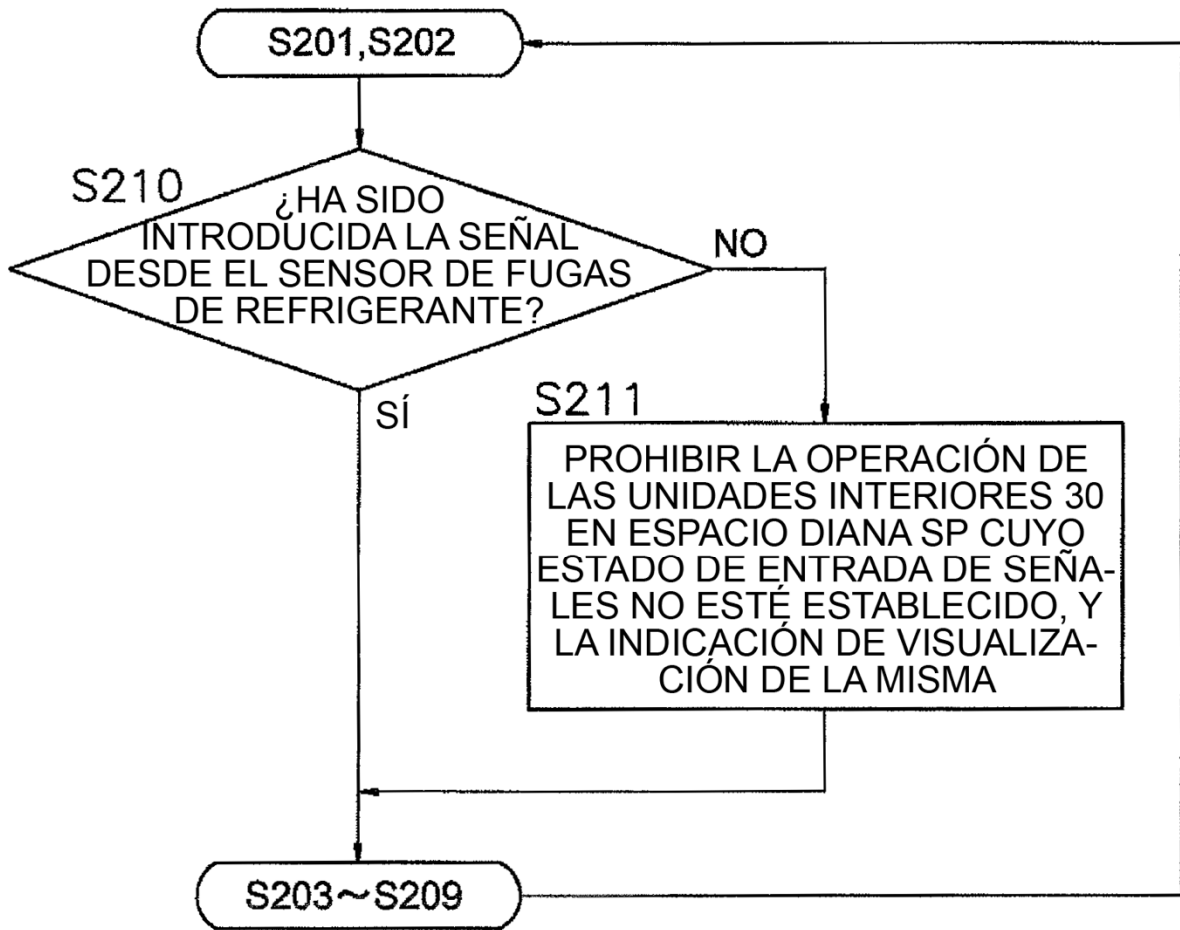 S201,S202
S210
¿HA SIDO
INTRODUCIDA LA SEÑAL
DESDE EL SENSOR DE FUGAS
DE REFRIGERANTE?
NO
SÍ
S211
PROHIBIR LA OPERACIÓN DE
LAS UNIDADES INTERIORES 30
EN ESPACIO DIANA SP CUYO
ESTADO DE ENTRADA DE SEÑA-
LES NO ESTÉ ESTABLECIDO, Y
LA INDICACIÓN DE VISUALIZA-
CIÓN DE LA MISMA
S203~S209